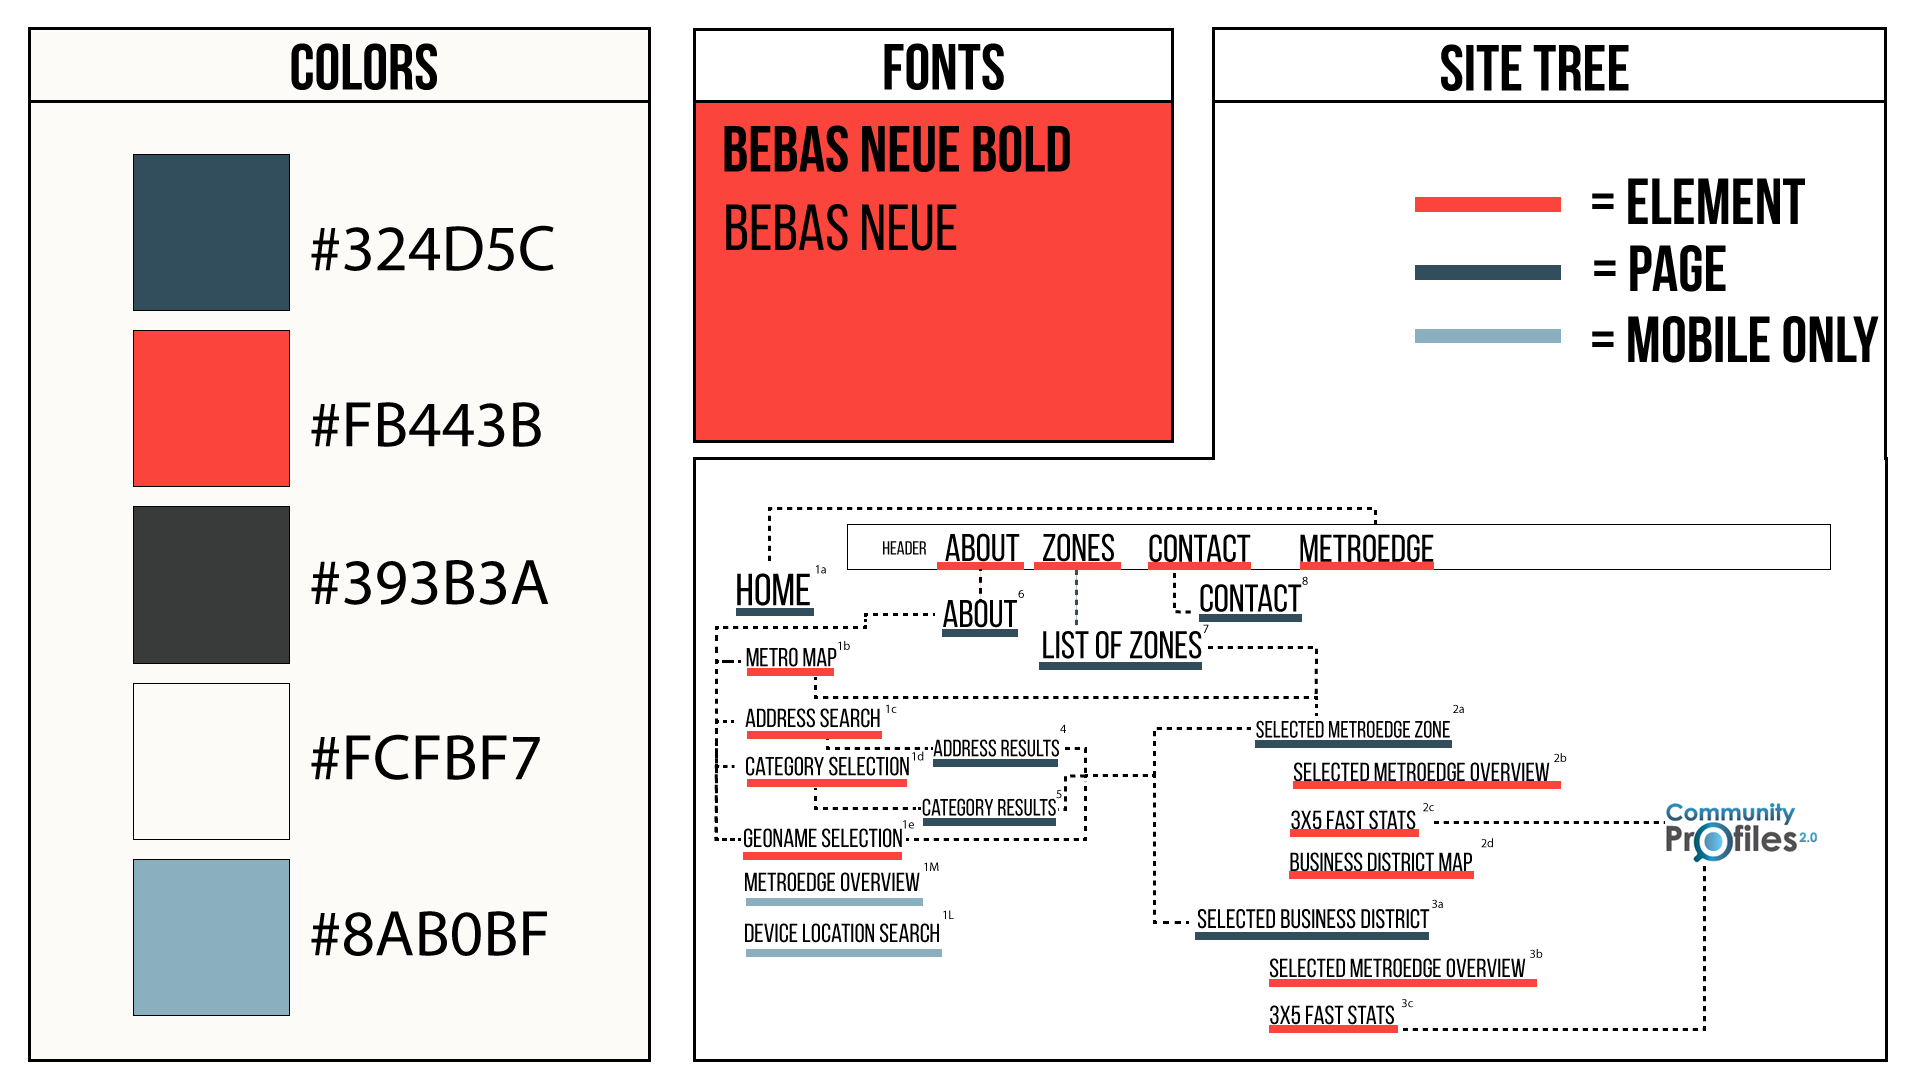 COLORS
#324D5C
#FB443B
#393B3A
#FCFBF7
#8AB0BF
FONTS
BEBAS NEUE BOLD
BEBAS NEUE
SITE TREE
= ELEMENT
= PAGE
= MOBILE ONLY
HEADER ABOUT ZONES CONTACT METROEDGE
HOME 1a
ABOUT 6
CONTACT 8
LIST OF ZONES 7
METRO MAP 1b
ADDRESS SEARCH 1c
ADDRESS RESULTS 4
CATEGORY SELECTION 1d
CATEGORY RESULTS 5
GEONAME SELECTION 1e
METROEDGE OVERVIEW 1M
DEVICE LOCATION SEARCH 1L
SELECTED METROEDGE ZONE 2a
SELECTED METROEDGE OVERVIEW 2b
3X5 FAST STATS 2c
BUSINESS DISTRICT MAP 2d
Community
Profiles 2.0
SELECTED BUSINESS DISTRICT 3a
SELECTED METROEDGE OVERVIEW 3b
3X5 FAST STATS 3c